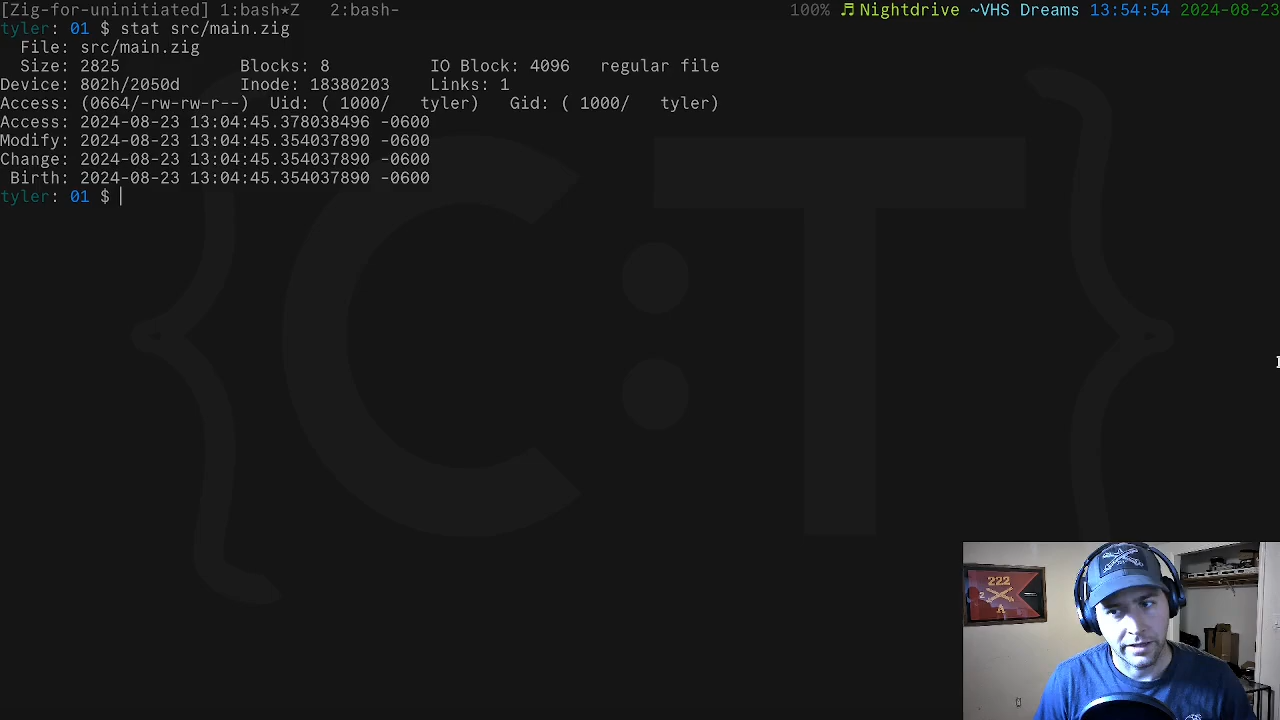 [Zig-for-uninitiated] 1:bash*Z 2:bash- 100% ♬Nightdrive ~VHS Dreams 13:54:54 2024-08-23
tyler: 01 $ stat src/main.zig
File: src/main.zig
Size: 2825 Blocks: 8 IO Block: 4096 regular file
Device: 802h/2050d Inode: 18380203 Links: 1
Access: (0664/-rw-rw-r--) Uid: ( 1000/ tyler) Gid: ( 1000/ tyler)
Access: 2024-08-23 13:04:45.378038496 -0600
Modify: 2024-08-23 13:04:45.354037890 -0600
Change: 2024-08-23 13:04:45.354037890 -0600
Birth: 2024-08-23 13:04:45.354037890 -0600
tyler: 01 $
{C:T}
222
2
A